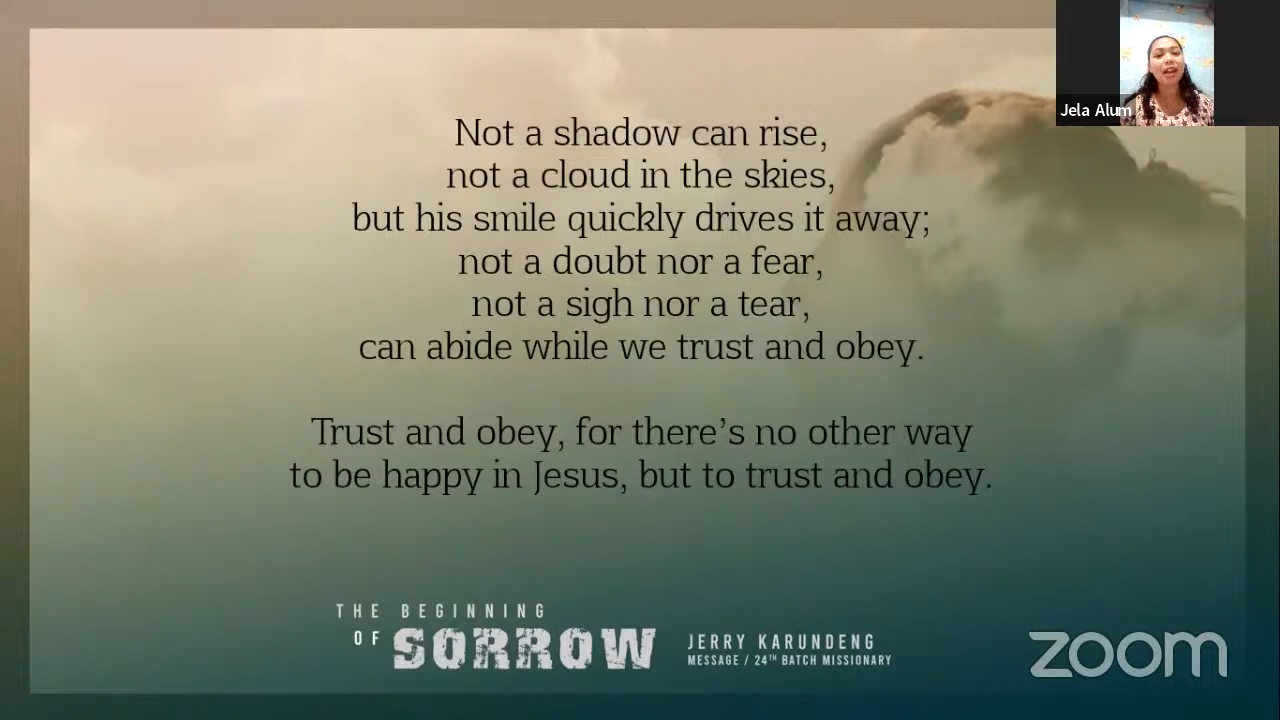 Jela Alum
Not a shadow can rise,
not a cloud in the skies,
but his smile quickly drives it away;
not a doubt nor a fear,
not a sigh nor a tear,
can abide while we trust and obey.
Trust and obey, for there’s no other way
to be happy in Jesus, but to trust and obey.
THE BEGINNING
OF SORROW
JERRY KARUNDENG
MESSAGE / 24TH BATCH MISSIONARY
zoom